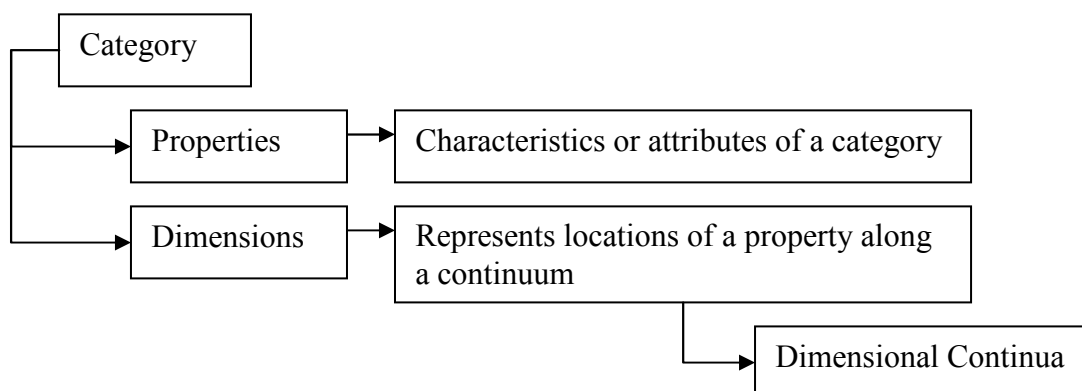 Category
Properties
Characteristics or attributes of a category
Dimensions
Represents locations of a property along
a continuum
Dimensional Continua